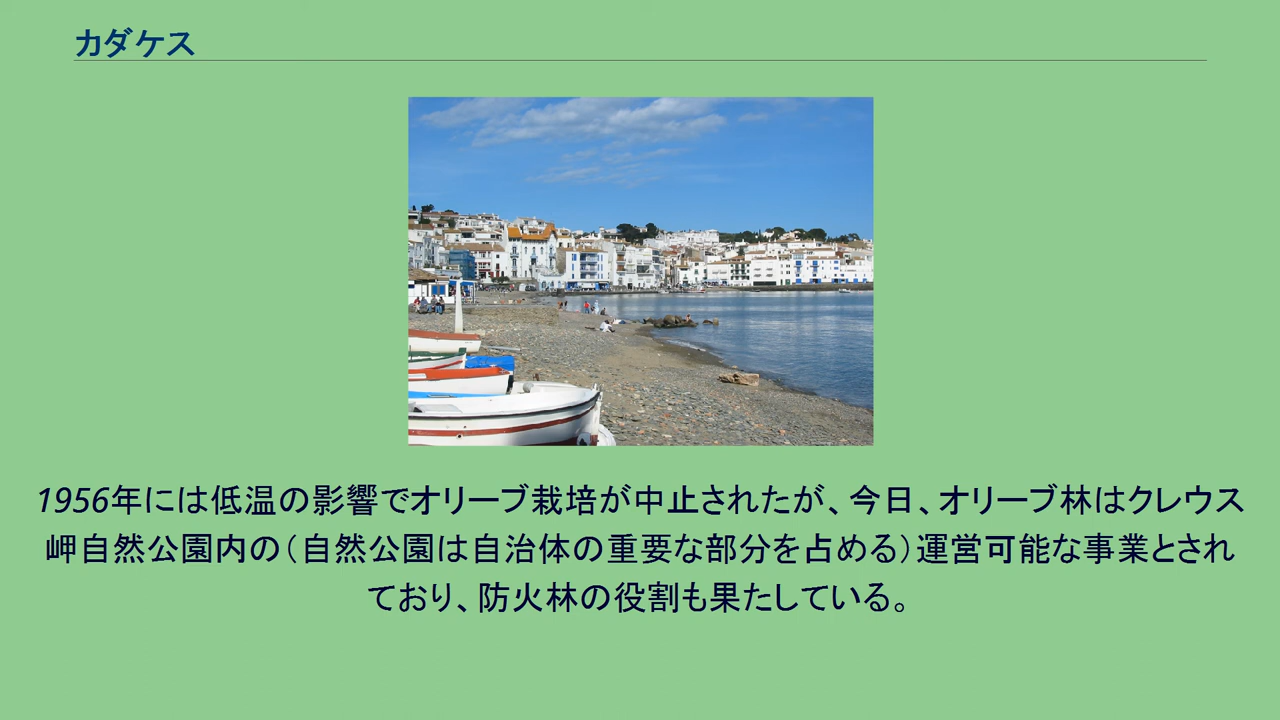 カダケス
1956年には低温の影響でオリーブ栽培が中止されたが、今日、オリーブ林はクレウス
岬自然公園内の（自然公園は自治体の重要な部分を占める）運営可能な事業とされ
ており、防火林の役割も果たしている。